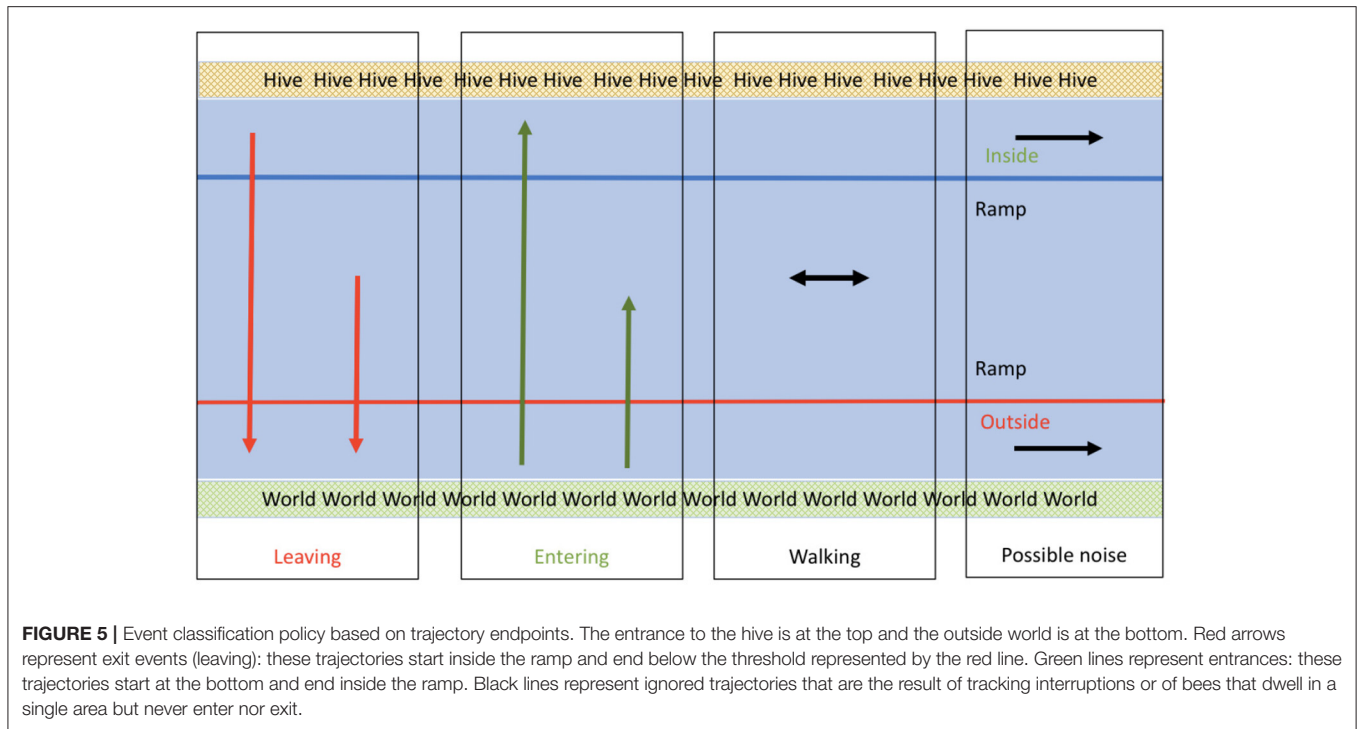 Hive Hive Hive Hive Hive Hive Hive Hive Hive Hive Hive Hive Hive Hive Hive Hive Hive Hive
Inside
Ramp
Ramp
Outside
World World World World World World World World World World World World World World
Leaving Entering Walking Possible noise
FIGURE 5 | Event classification policy based on trajectory endpoints. The entrance to the hive is at the top and the outside world is at the bottom. Red arrows
represent exit events (leaving): these trajectories start inside the ramp and end below the threshold represented by the red line. Green lines represent entrances: these
trajectories start at the bottom and end inside the ramp. Black lines represent ignored trajectories that are the result of tracking interruptions or of bees that dwell in a
single area but never enter nor exit.